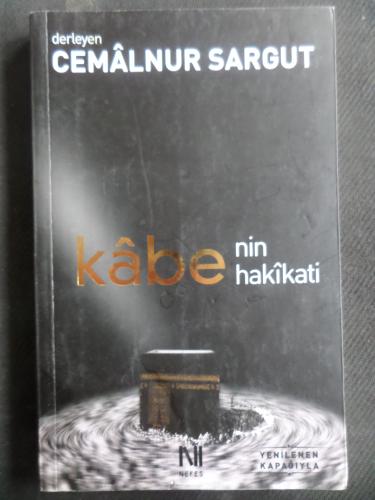 derleyen
CEMÂLNUR SARGUT
kâbe nin
hakîkati
NEFES
YENİLENEN
KAPAĞIYLA